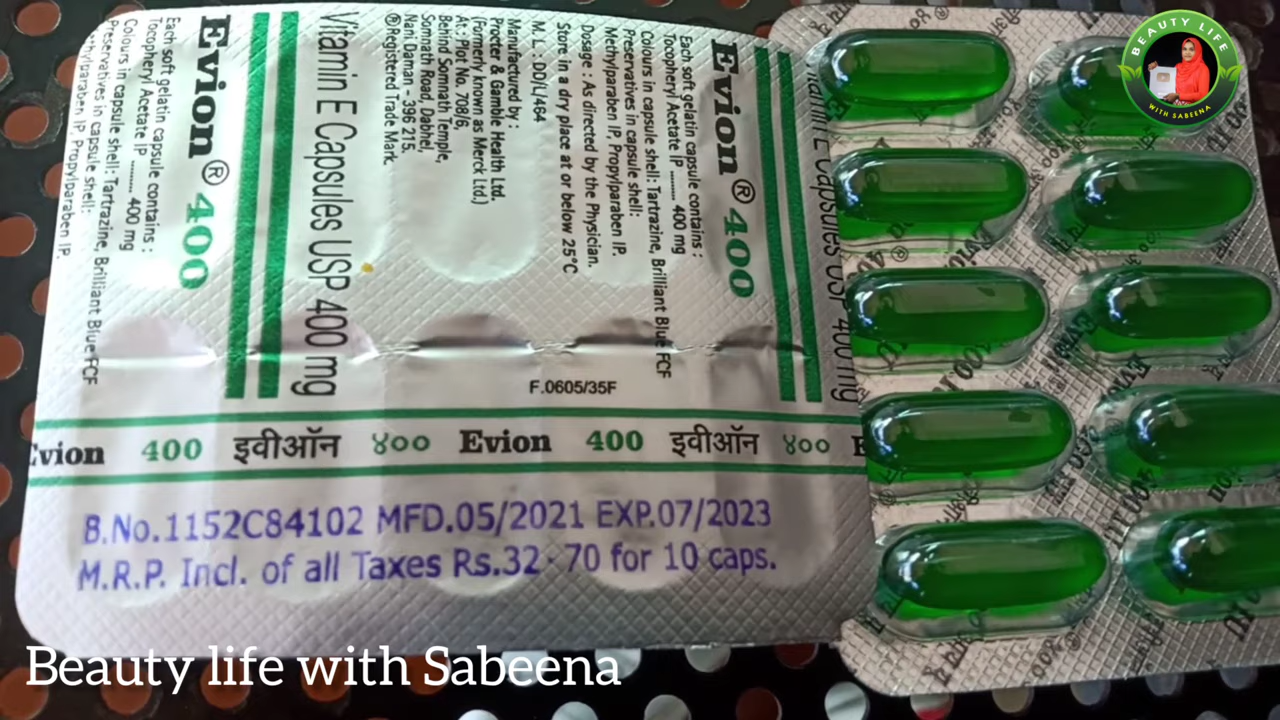 Evion® 400
Each soft gelatin capsule contains :
Tocopheryl Acetate IP ......... 400 mg
Colours in capsule shell: Tartrazine, Brilliant Blue FCF
Preservatives in capsule shell:
Methylparaben IP, Propylparaben IP.
Dosage : As directed by the Physician.
Store in a dry place at or below 25°C
M. L. DD/L/464
Manufactured by :
Procter & Gamble Health Ltd.
(Formerly known as Merck Ltd.)
At : Plot No. 708/6,
Behind Somnath Temple,
Somnath Road, Dabhel,
Nani Daman - 396 215.
®Registered Trade Mark.
Vitamin E Capsules USP 400 mg
Evion® 400
Each soft gelatin capsule contains :
Tocopheryl Acetate IP ......... 400 mg
Colours in capsule shell: Tartrazine, Brilliant Blue FCF
Preservatives in capsule shell:
Methylparaben IP, Propylparaben IP.
Capsules USP 400 mg
F.0605/35F
Evion 400 इवीऑन ४०० Evion 400 इवीऑन ४००
B.No.1152C84102 MFD.05/2021 EXP.07/2023
M.R.P. Incl. of all Taxes Rs.32·70 for 10 caps.
BEAUTY LIFE
WITH SABEENA
Beauty life with Sabeena